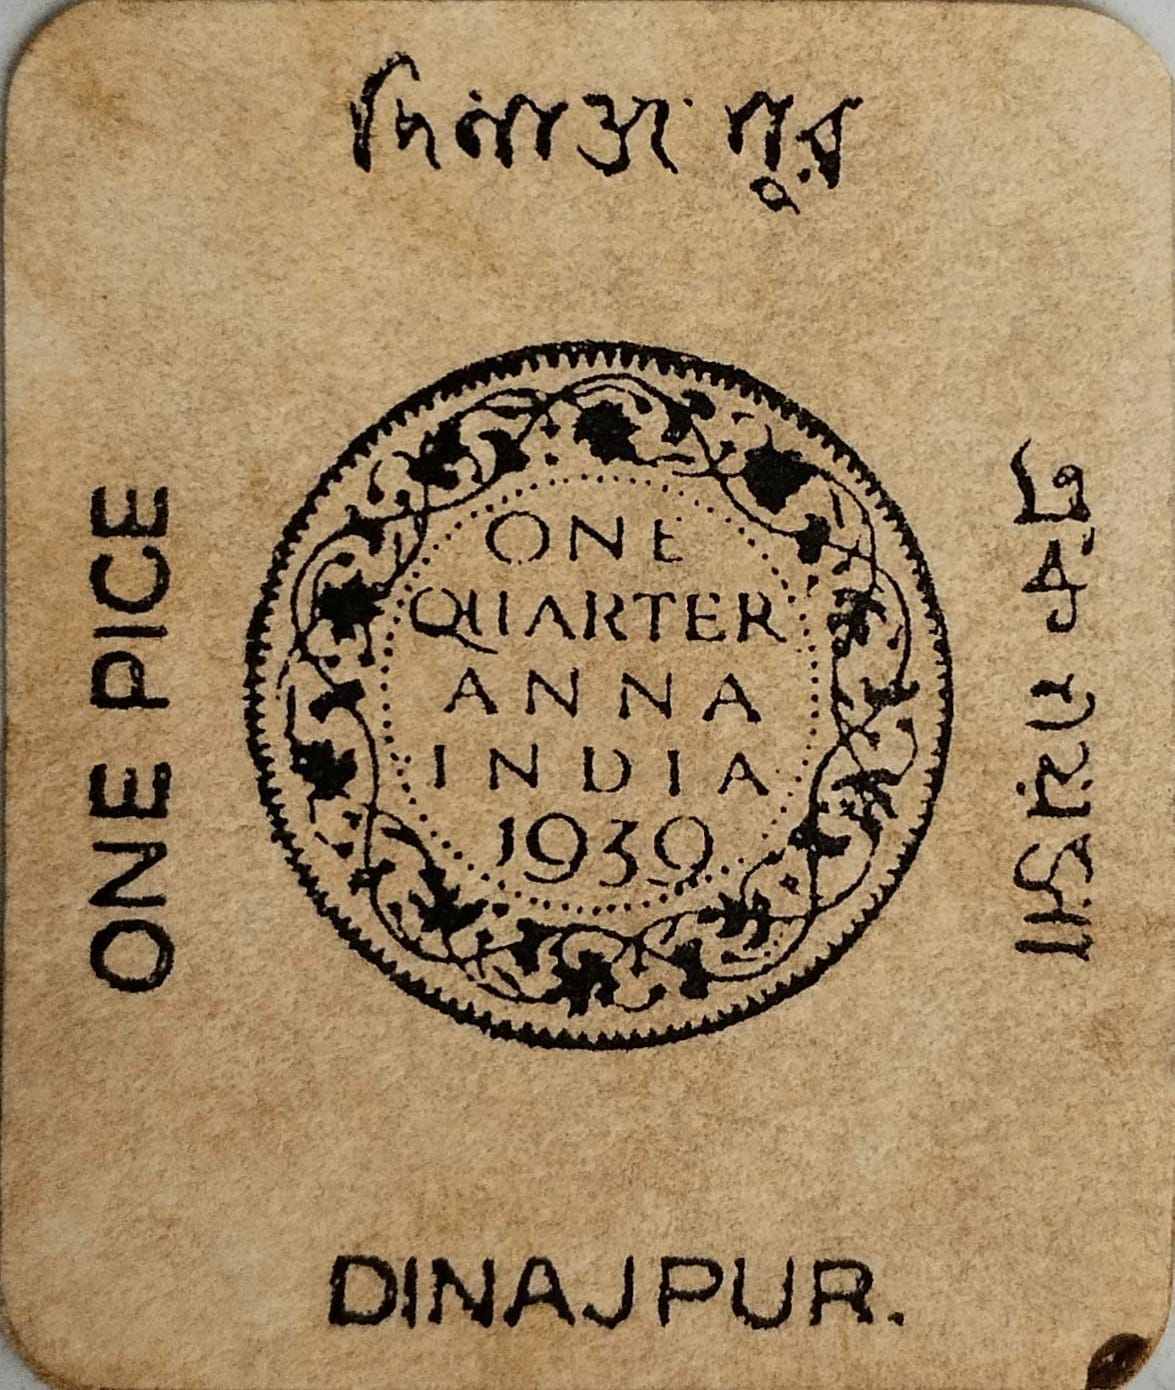 দিনাজপুর
ONE PICE
ONE
QUARTER
ANNA
INDIA
1939
এক পয়সা
DINAJPUR.